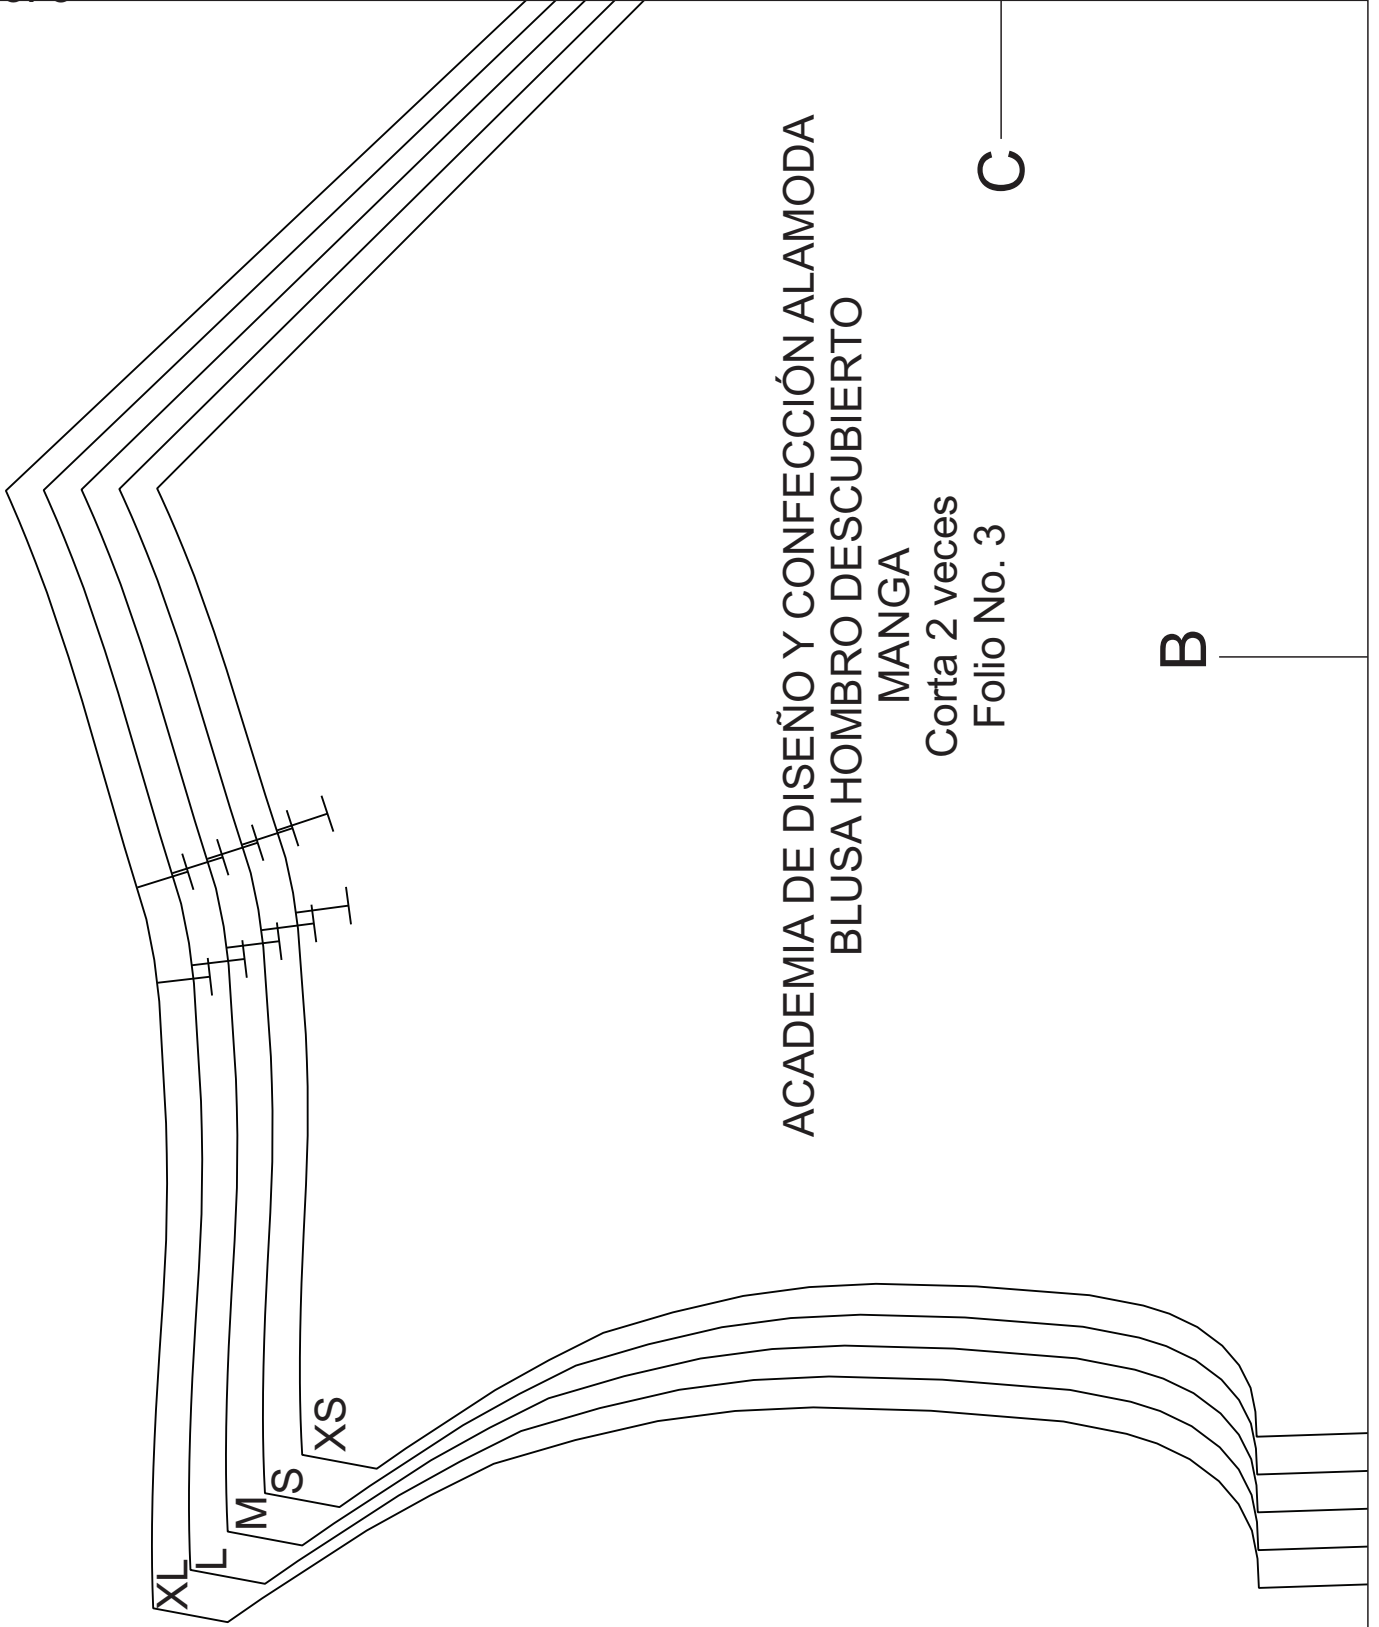 ACADEMIA DE DISEÑO Y CONFECCIÓN ALAMODA
BLUSA HOMBRO DESCUBIERTO
MANGA
Corta 2 veces
Folio No. 3
C
B
XL
L
M
S
XS